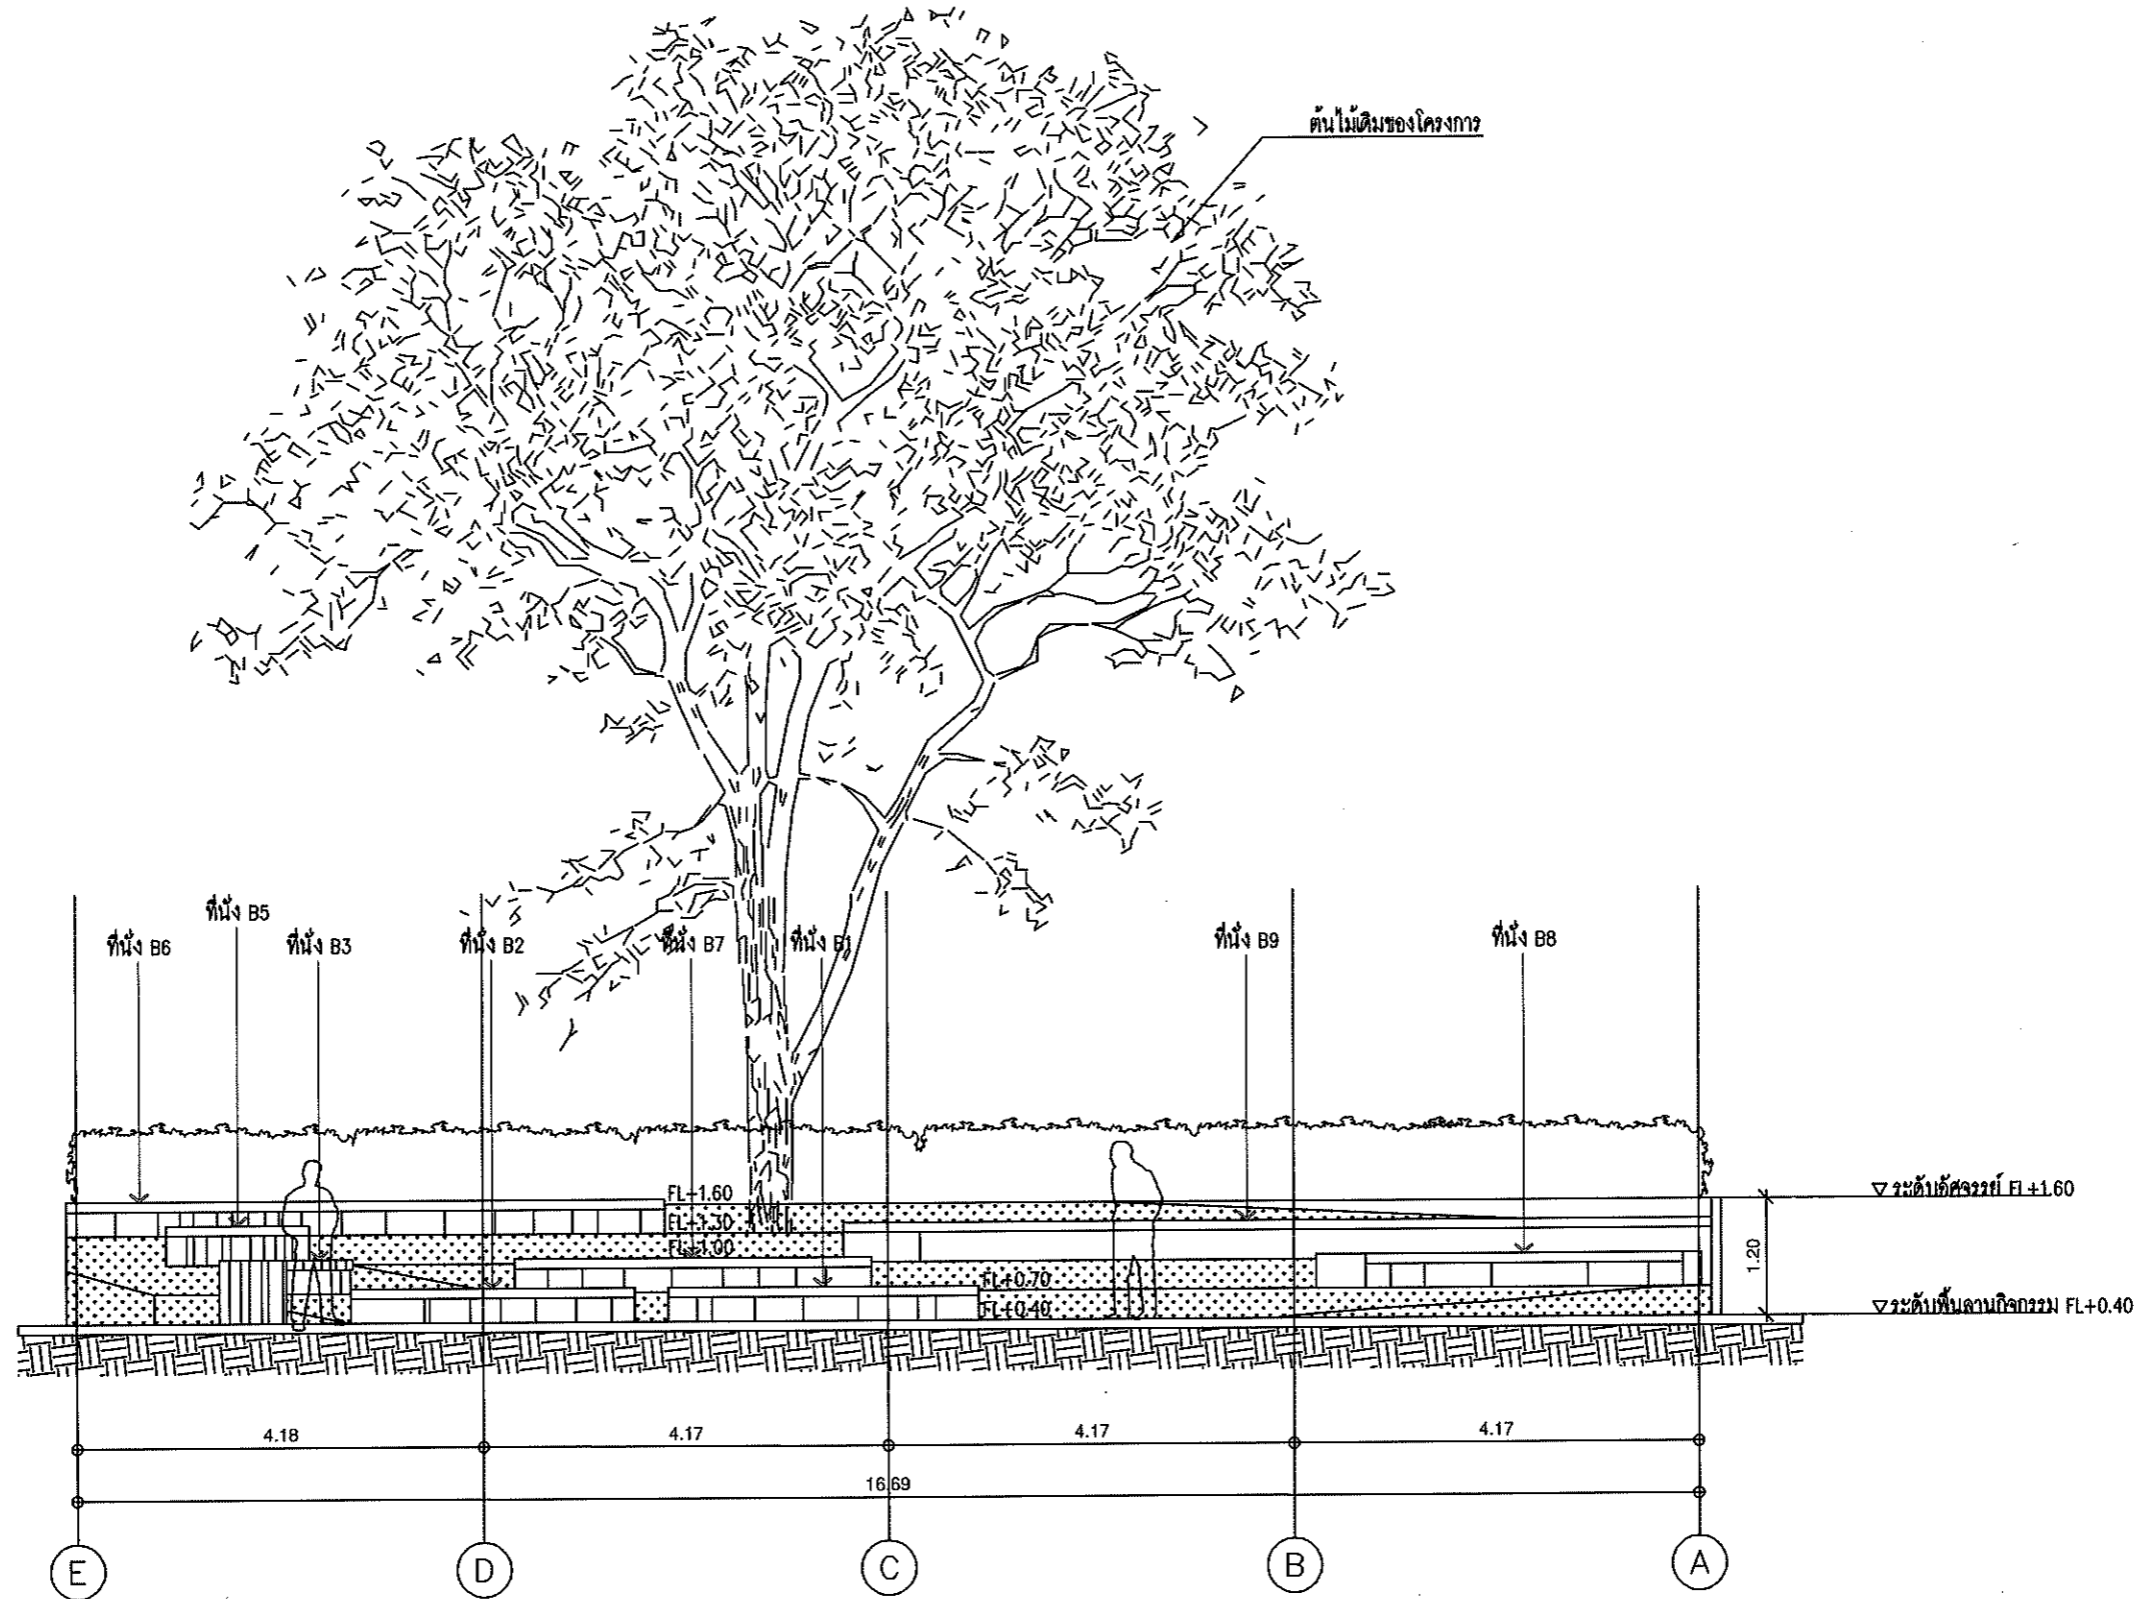 ต้นไม้เดิมของโครงการ
ที่นั่ง B5
ที่นั่ง B6
ที่นั่ง B3
ที่นั่ง B2
ที่นั่ง B7
ที่นั่ง B1
ที่นั่ง B9
ที่นั่ง B8
FL+1.60
▽ ระดับอัศจรรย์ FL+1.60
FL+1.30
FL+1.00
1.20
FL+0.70
FL+0.40
▽ ระดับพื้นลานกิจกรรม FL+0.40
4.18
4.17
4.17
4.17
16.69
E
D
C
B
A